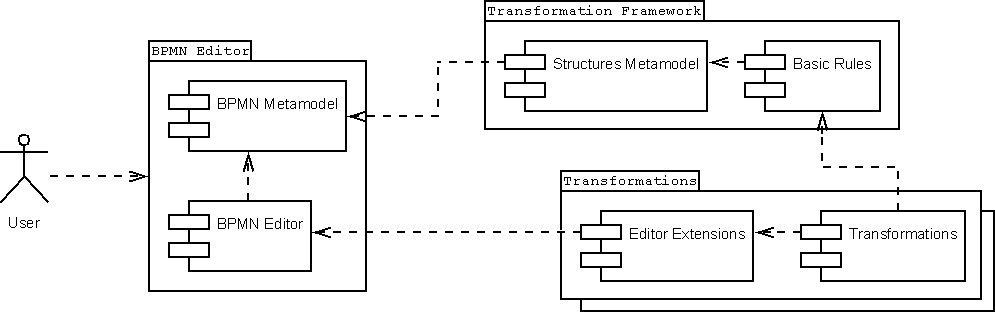 Transformation Framework
BPMN Editor
Structures Metamodel
Basic Rules
BPMN Metamodel
User
Transformations
BPMN Editor
Editor Extensions
Transformations